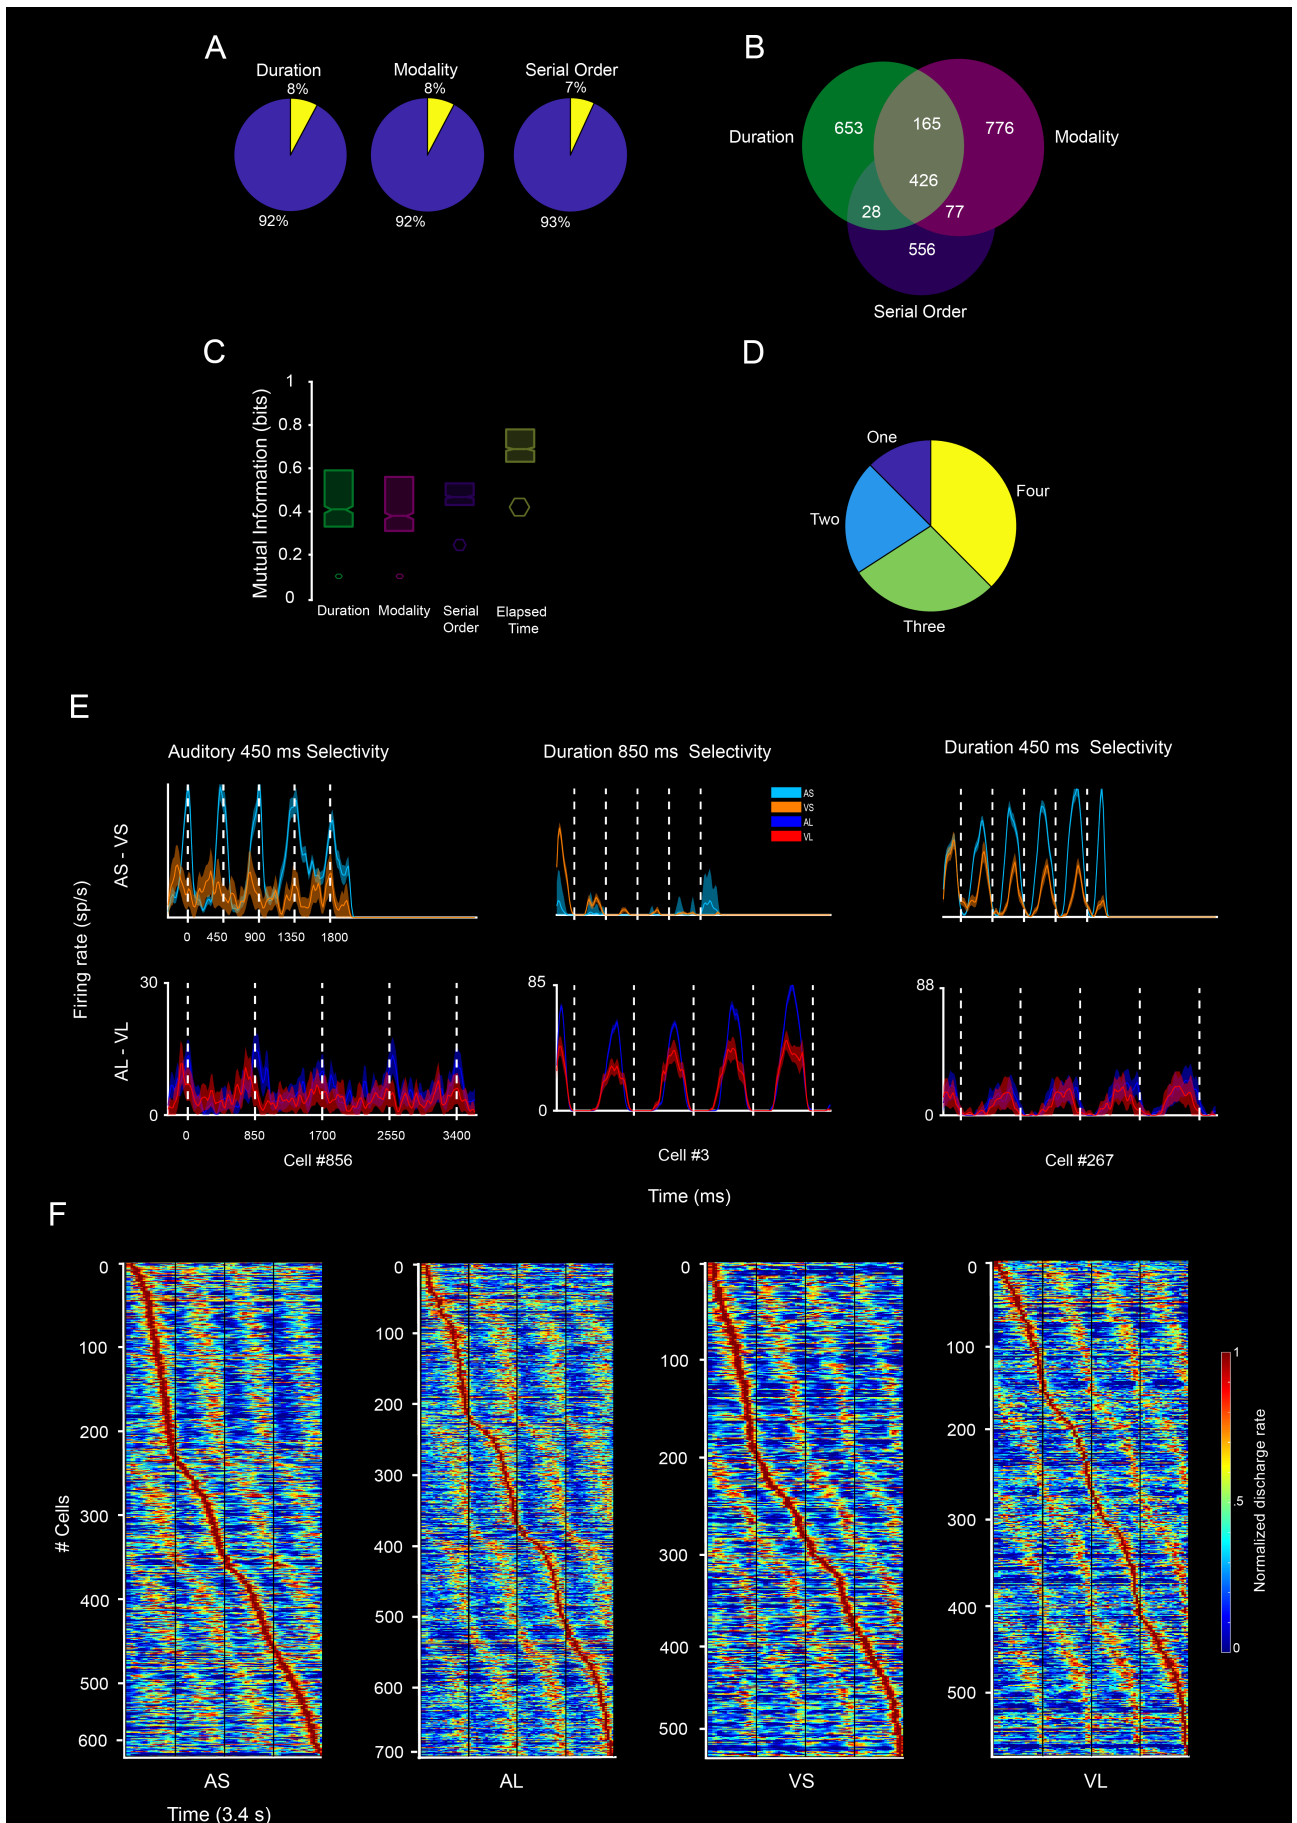 A
Duration
8%
92%
Modality
8%
92%
Serial Order
7%
93%
B
Duration
Modality
653
165
776
426
28
77
556
Serial Order
C
Mutual Information (bits)
1
0.8
0.6
0.4
0.2
0
Duration
Modality
Serial
Order
Elapsed
Time
D
One
Two
Three
Four
E
Auditory 450 ms Selectivity
Duration 850 ms Selectivity
Duration 450 ms Selectivity
AS
VS
AL
VL
Firing rate (sp/s)
AS - VS
0 450 900 1350 1800
AL - VL
30
0
0 850 1700 2550 3400
Cell #856
85
0
Cell #3
88
0
Cell #267
Time (ms)
F
# Cells
0
100
200
300
400
500
600
AS
Time (3.4 s)
0
100
200
300
400
500
600
700
AL
0
100
200
300
400
500
VS
0
100
200
300
400
500
VL
1
.5
0
Normalized discharge rate